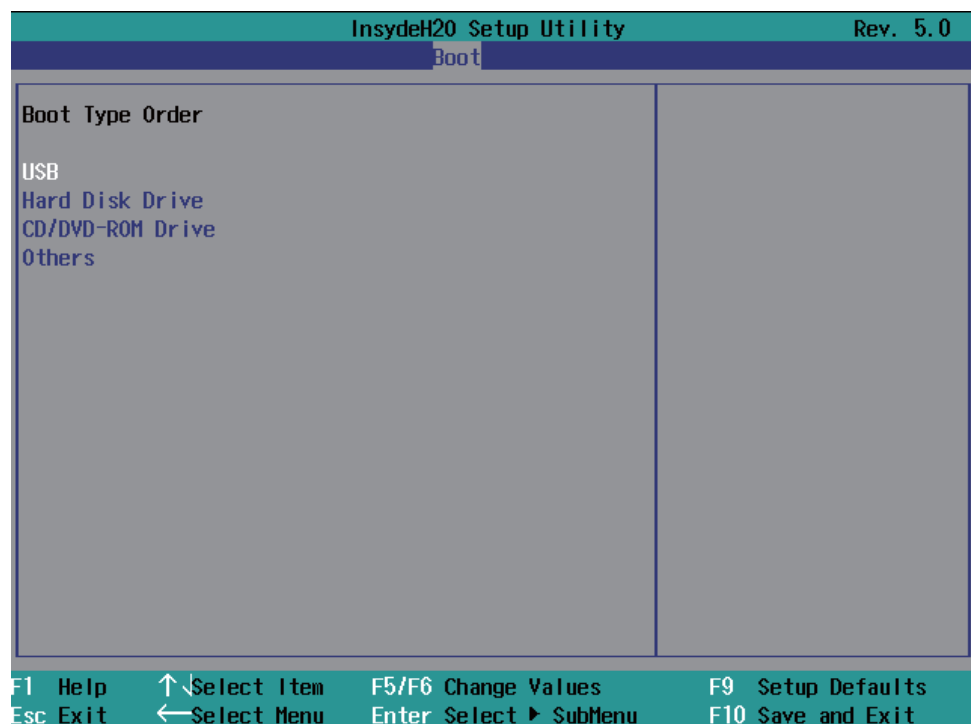 InsydeH20 Setup Utility Rev. 5.0
Boot
Boot Type Order
USB
Hard Disk Drive
CD/DVD-ROM Drive
Others
F1 Help ↑↓Select Item F5/F6 Change Values F9 Setup Defaults
Esc Exit ←Select Menu Enter Select ▶ SubMenu F10 Save and Exit